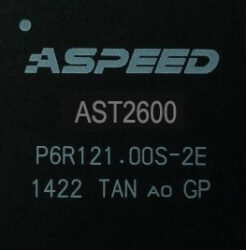 ASPEED
AST2600
P6R121.00S-2E
1422 TAN A0 GP